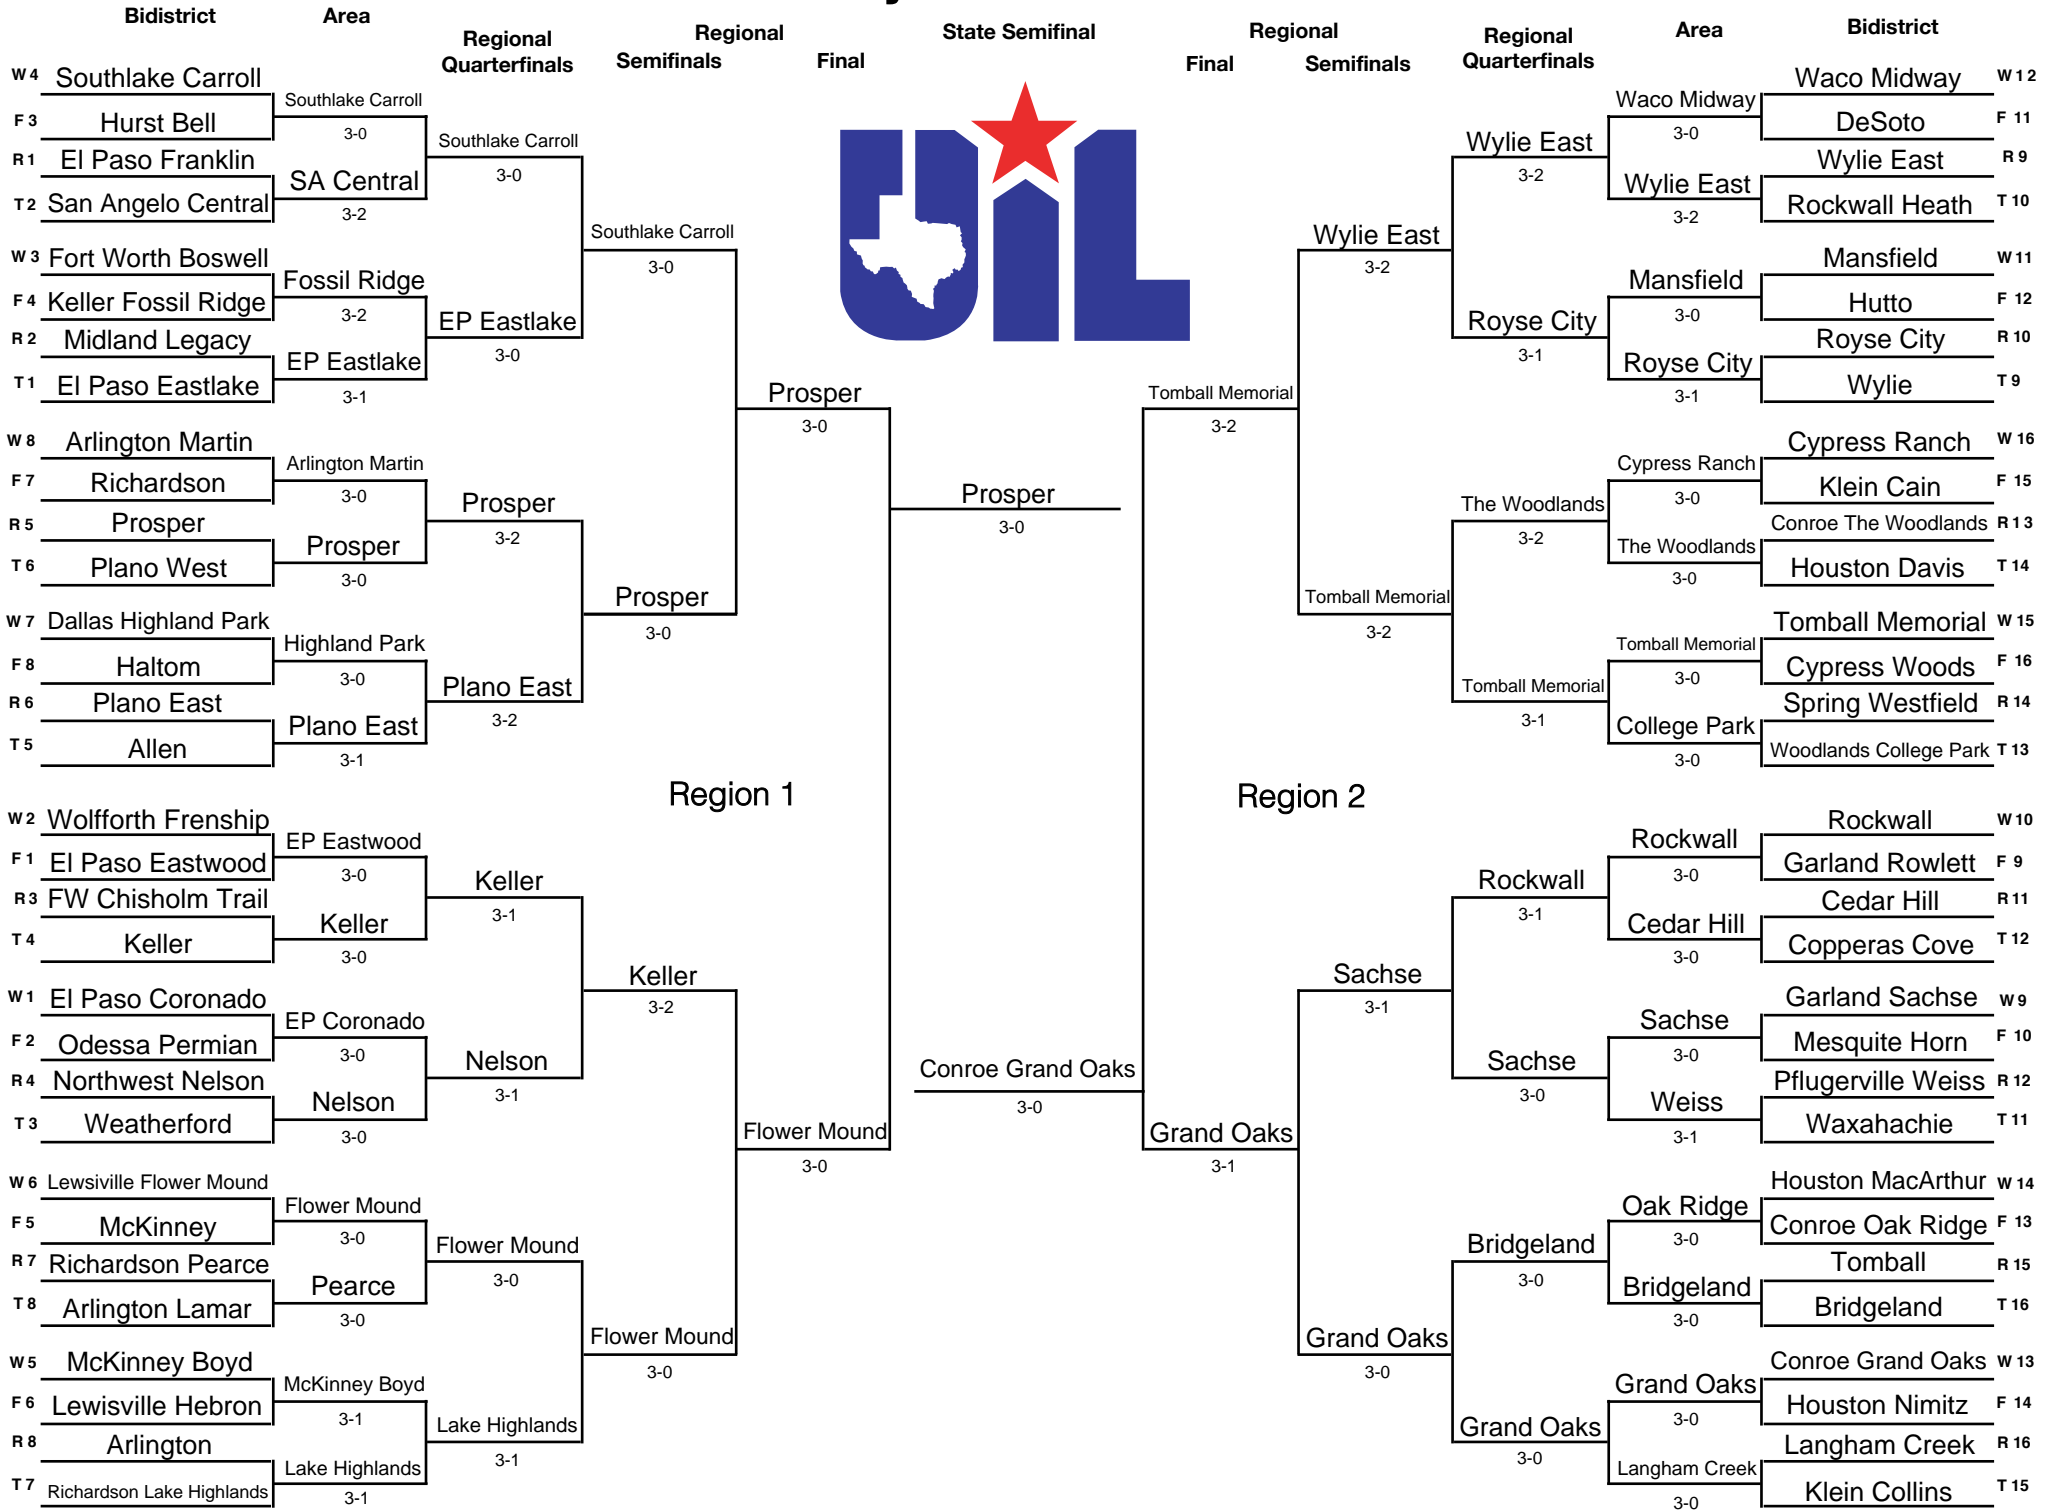 Bidistrict
Area
Regional
Quarterfinals
Regional
Semifinals
Final
State Semifinal
Regional
Final
Semifinals
Regional
Quarterfinals
Area
Bidistrict
UIL
W 4 Southlake Carroll
F 3 Hurst Bell
R 1 El Paso Franklin
T 2 San Angelo Central
W 3 Fort Worth Boswell
F 4 Keller Fossil Ridge
R 2 Midland Legacy
T 1 El Paso Eastlake
W 8 Arlington Martin
F 7 Richardson
R 5 Prosper
T 6 Plano West
W 7 Dallas Highland Park
F 8 Haltom
R 6 Plano East
T 5 Allen
W 2 Wolfforth Frenship
F 1 El Paso Eastwood
R 3 FW Chisholm Trail
T 4 Keller
W 1 El Paso Coronado
F 2 Odessa Permian
R 4 Northwest Nelson
T 3 Weatherford
W 6 Lewsiville Flower Mound
F 5 McKinney
R 7 Richardson Pearce
T 8 Arlington Lamar
W 5 McKinney Boyd
F 6 Lewisville Hebron
R 8 Arlington
T 7 Richardson Lake Highlands
Southlake Carroll
3-0
SA Central
3-2
Fossil Ridge
3-2
EP Eastlake
3-1
Arlington Martin
3-0
Prosper
3-0
Highland Park
3-0
Plano East
3-1
EP Eastwood
3-0
Keller
3-0
EP Coronado
3-0
Nelson
3-0
Flower Mound
3-0
Pearce
3-0
McKinney Boyd
3-1
Lake Highlands
3-1
Southlake Carroll
3-0
EP Eastlake
3-0
Prosper
3-2
Plano East
3-2
Keller
3-1
Nelson
3-1
Flower Mound
3-0
Lake Highlands
3-1
Southlake Carroll
3-0
Prosper
3-0
Keller
3-2
Flower Mound
3-0
Prosper
3-0
Flower Mound
3-0
Region 1
Prosper
3-0
Conroe Grand Oaks
3-0
Region 2
Tomball Memorial
3-2
Grand Oaks
3-1
Wylie East
3-2
Tomball Memorial
3-2
Sachse
3-1
Grand Oaks
3-0
Wylie East
3-2
Royse City
3-1
The Woodlands
3-2
Tomball Memorial
3-1
Rockwall
3-1
Sachse
3-0
Bridgeland
3-0
Grand Oaks
3-0
Waco Midway
3-0
Wylie East
3-2
Mansfield
3-0
Royse City
3-1
Cypress Ranch
3-0
The Woodlands
3-0
Tomball Memorial
3-0
College Park
3-0
Rockwall
3-0
Cedar Hill
3-0
Sachse
3-0
Weiss
3-1
Oak Ridge
3-0
Bridgeland
3-0
Grand Oaks
3-0
Langham Creek
3-0
Waco Midway W 12
DeSoto F 11
Wylie East R 9
Rockwall Heath T 10
Mansfield W 11
Hutto F 12
Royse City R 10
Wylie T 9
Cypress Ranch W 16
Klein Cain F 15
Conroe The Woodlands R 13
Houston Davis T 14
Tomball Memorial W 15
Cypress Woods F 16
Spring Westfield R 14
Woodlands College Park T 13
Rockwall W 10
Garland Rowlett F 9
Cedar Hill R 11
Copperas Cove T 12
Garland Sachse W 9
Mesquite Horn F 10
Pflugerville Weiss R 12
Waxahachie T 11
Houston MacArthur W 14
Conroe Oak Ridge F 13
Tomball R 15
Bridgeland T 16
Conroe Grand Oaks W 13
Houston Nimitz F 14
Langham Creek R 16
Klein Collins T 15